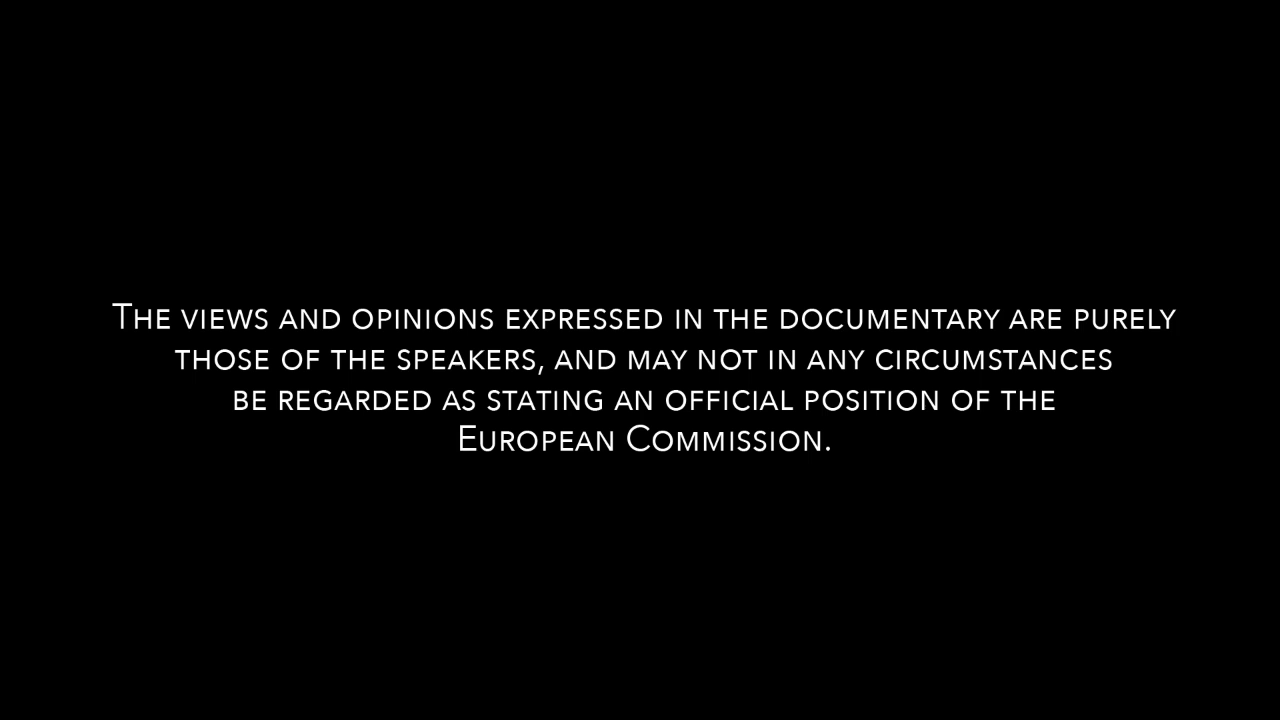 The views and opinions expressed in the documentary are purely
those of the speakers, and may not in any circumstances
be regarded as stating an official position of the
European Commission.